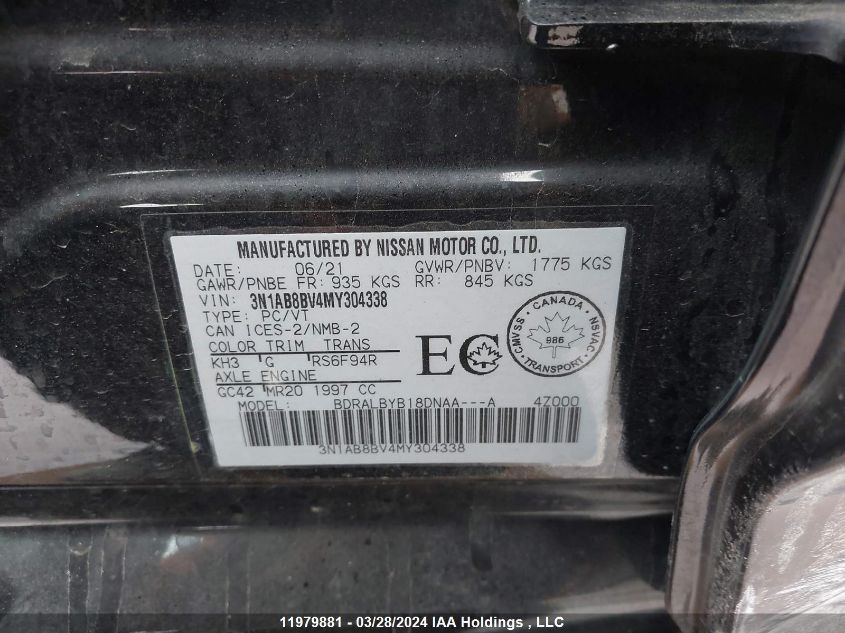 MANUFACTURED BY NISSAN MOTOR CO., LTD.
DATE: 06/21 GVWR/PNBV: 1775 KGS
GAWR/PNBE FR: 935 KGS RR: 845 KGS
VIN: 3N1AB8BV4MY304338
TYPE: PC/VT
CAN ICES-2/NMB-2
COLOR TRIM TRANS
KH3 G RS6F94R
AXLE ENGINE
GC42 MR20 1997 CC
EC
CANADA
CMVSS NSVAC
986
TRANSPORT
MODEL: BDRALBYB18DNAA---A 47000
3N1AB8BV4MY304338
11979881 - 03/28/2024 IAA Holdings , LLC